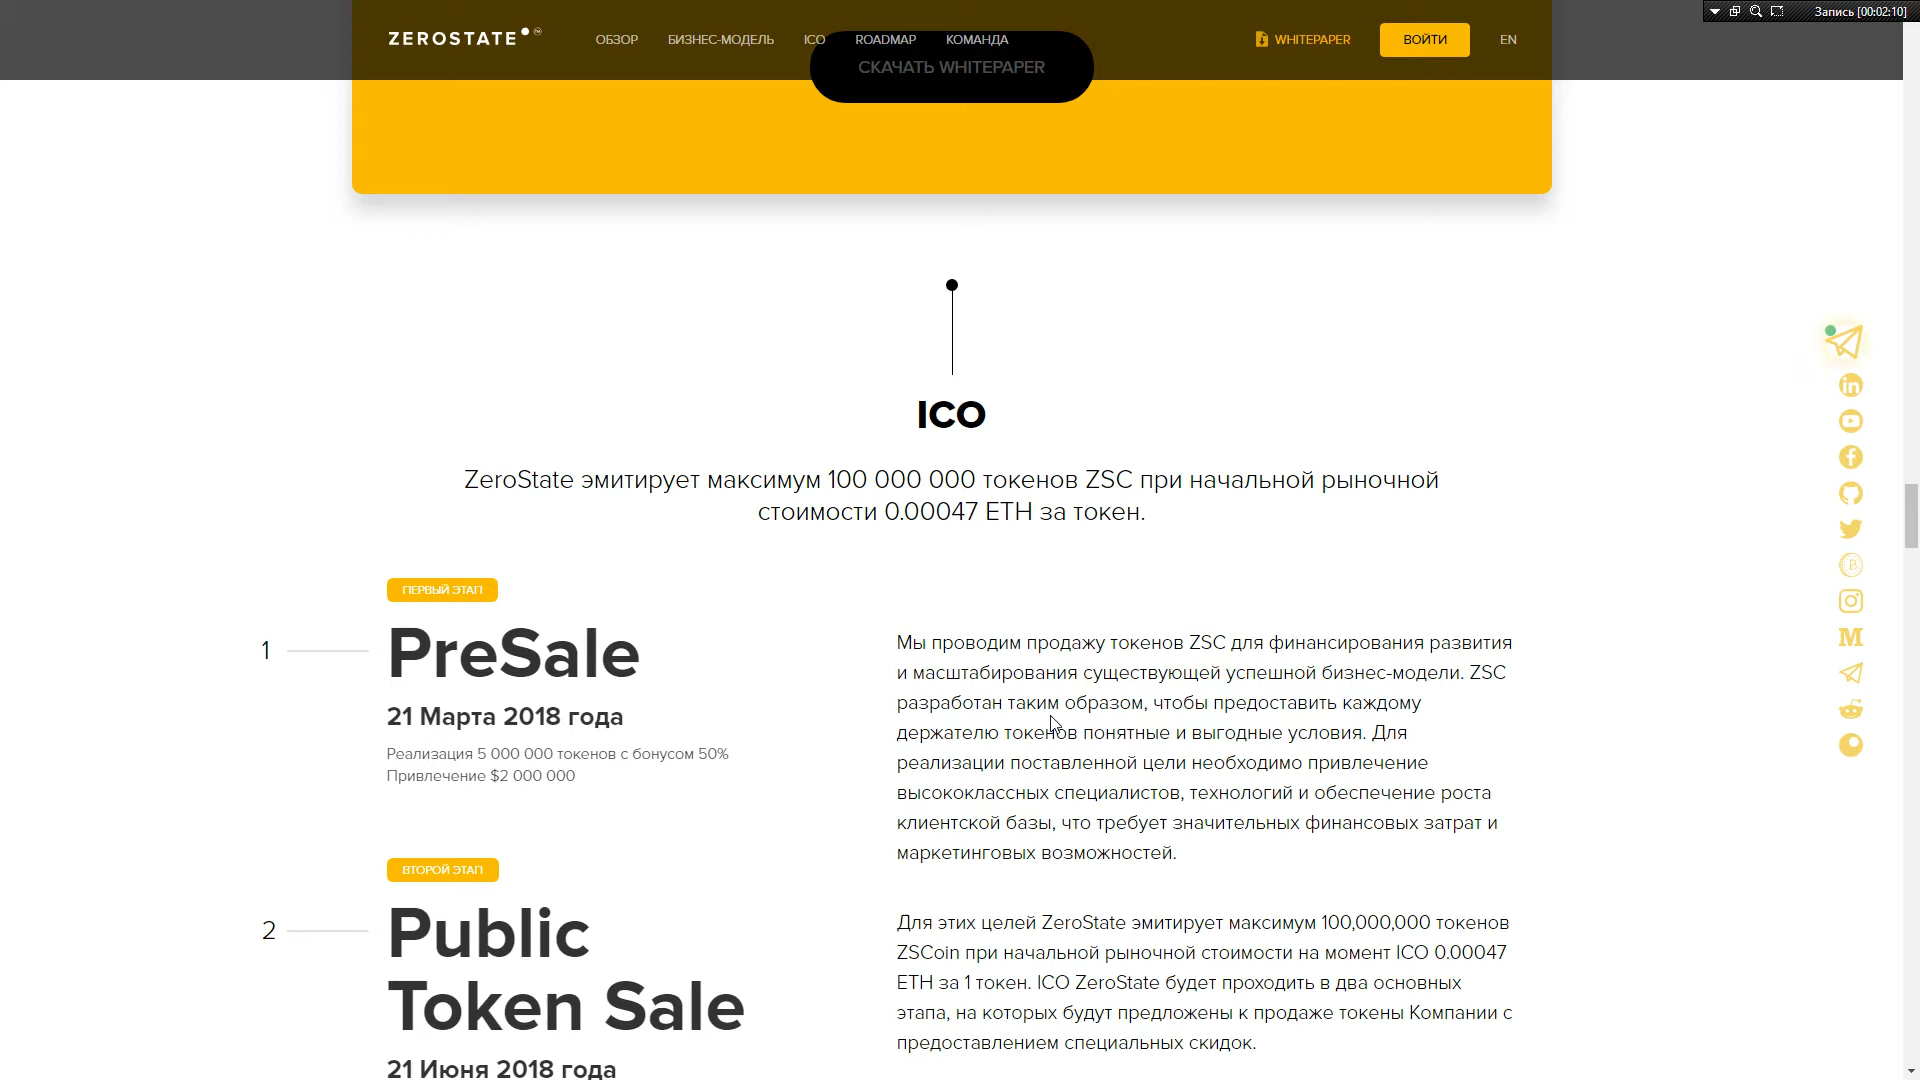 Запись [00:02:10]
ZEROSTATE
ОБЗОР
БИЗНЕС-МОДЕЛЬ
ICO
ROADMAP
КОМАНДА
WHITEPAPER
ВОЙТИ
EN
СКАЧАТЬ WHITEPAPER
ICO
ZeroState эмитирует максимум 100 000 000 токенов ZSC при начальной рыночной
стоимости 0.00047 ETH за токен.
ПЕРВЫЙ ЭТАП
1
PreSale
21 Марта 2018 года
Реализация 5 000 000 токенов с бонусом 50%
Привлечение $2 000 000
ВТОРОЙ ЭТАП
2
Public
Token Sale
21 Июня 2018 года
Мы проводим продажу токенов ZSC для финансирования развития
и масштабирования существующей успешной бизнес-модели. ZSC
разработан таким образом, чтобы предоставить каждому
держателю токенов понятные и выгодные условия. Для
реализации поставленной цели необходимо привлечение
высококлассных специалистов, технологий и обеспечение роста
клиентской базы, что требует значительных финансовых затрат и
маркетинговых возможностей.
Для этих целей ZeroState эмитирует максимум 100,000,000 токенов
ZSCoin при начальной рыночной стоимости на момент ICO 0.00047
ETH за 1 токен. ICO ZeroState будет проходить в два основных
этапа, на которых будут предложены к продаже токены Компании с
предоставлением специальных скидок.